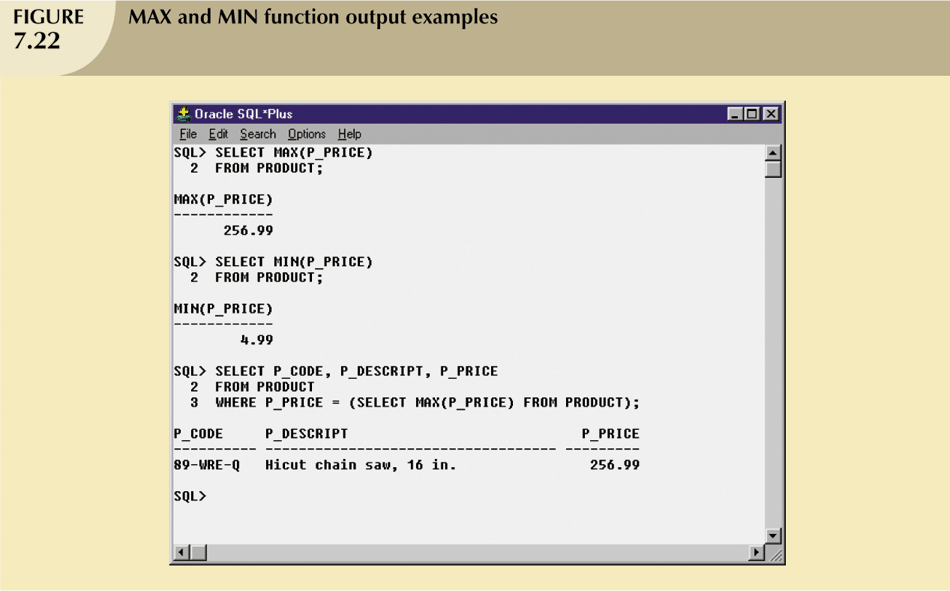 FIGURE
7.22
MAX and MIN function output examples
Oracle SQL*Plus
File Edit Search Options Help
SQL> SELECT MAX(P_PRICE)
2 FROM PRODUCT;
MAX(P_PRICE)
------------
256.99
SQL> SELECT MIN(P_PRICE)
2 FROM PRODUCT;
MIN(P_PRICE)
------------
4.99
SQL> SELECT P_CODE, P_DESCRIPT, P_PRICE
2 FROM PRODUCT
3 WHERE P_PRICE = (SELECT MAX(P_PRICE) FROM PRODUCT);
P_CODE P_DESCRIPT P_PRICE
---------- ----------------------------------- ---------
89-WRE-Q Hicut chain saw, 16 in. 256.99
SQL>